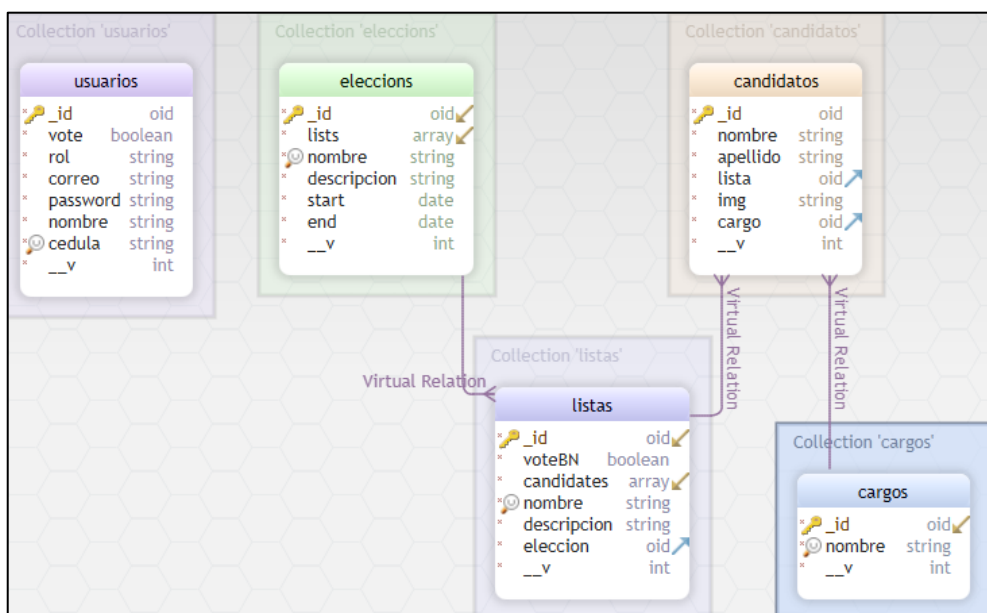 Collection 'usuarios'
usuarios
_id oid
vote boolean
rol string
correo string
password string
nombre string
cedula string
__v int
Collection 'eleccions'
eleccions
_id oid
lists array
nombre string
descripcion string
start date
end date
__v int
Collection 'candidatos'
candidatos
_id oid
nombre string
apellido string
lista oid
img string
cargo oid
__v int
Virtual Relation
Virtual Relation
Virtual Relation
Collection 'listas'
listas
_id oid
voteBN boolean
candidates array
nombre string
descripcion string
eleccion oid
__v int
Collection 'cargos'
cargos
_id oid
nombre string
__v int